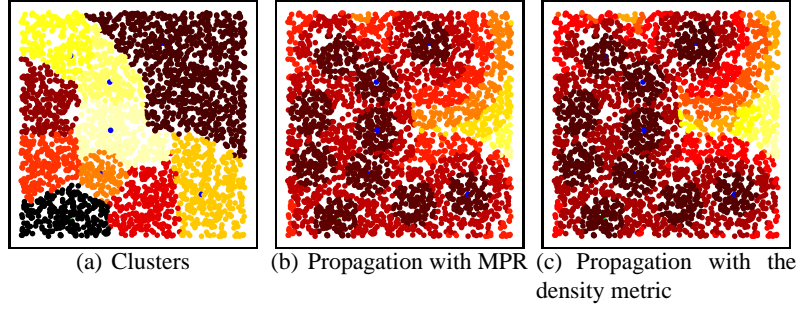 (a) Clusters
(b) Propagation with MPR
(c) Propagation with the
density metric